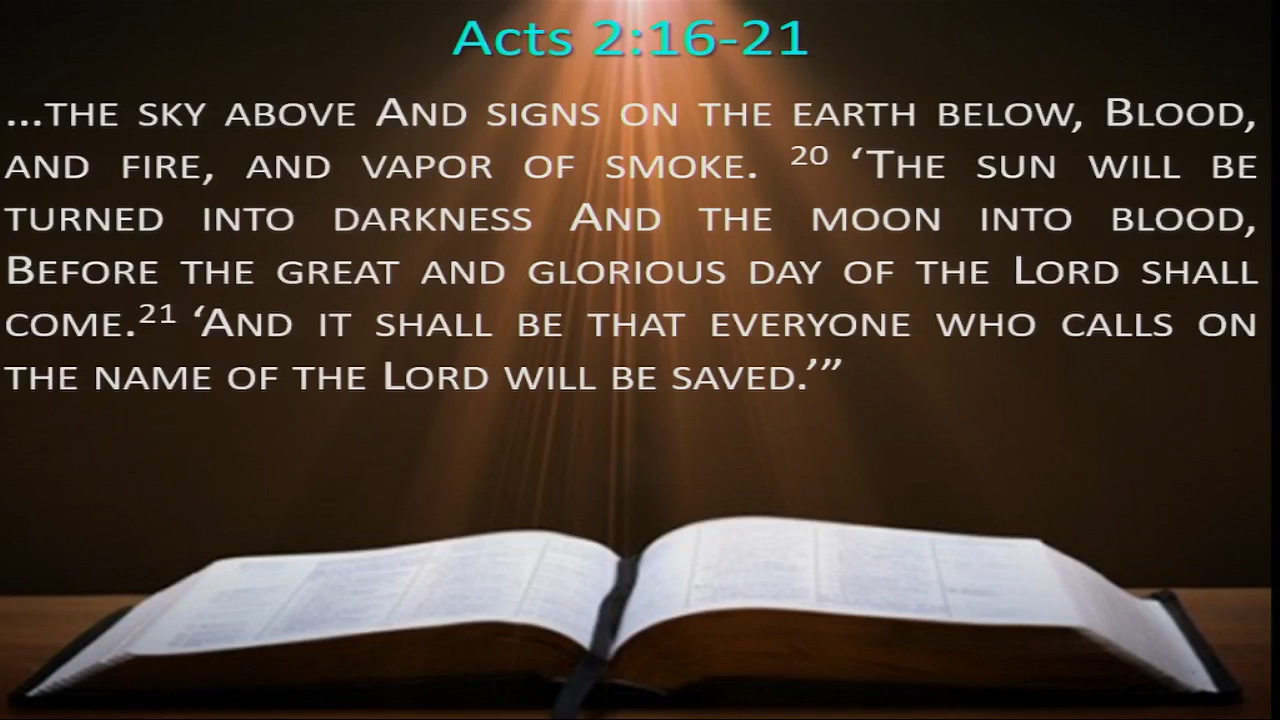 Acts 2:16-21
...THE SKY ABOVE AND SIGNS ON THE EARTH BELOW, BLOOD,
AND FIRE, AND VAPOR OF SMOKE. 20 ‘THE SUN WILL BE
TURNED INTO DARKNESS AND THE MOON INTO BLOOD,
BEFORE THE GREAT AND GLORIOUS DAY OF THE LORD SHALL
COME.21 ‘AND IT SHALL BE THAT EVERYONE WHO CALLS ON
THE NAME OF THE LORD WILL BE SAVED.’”